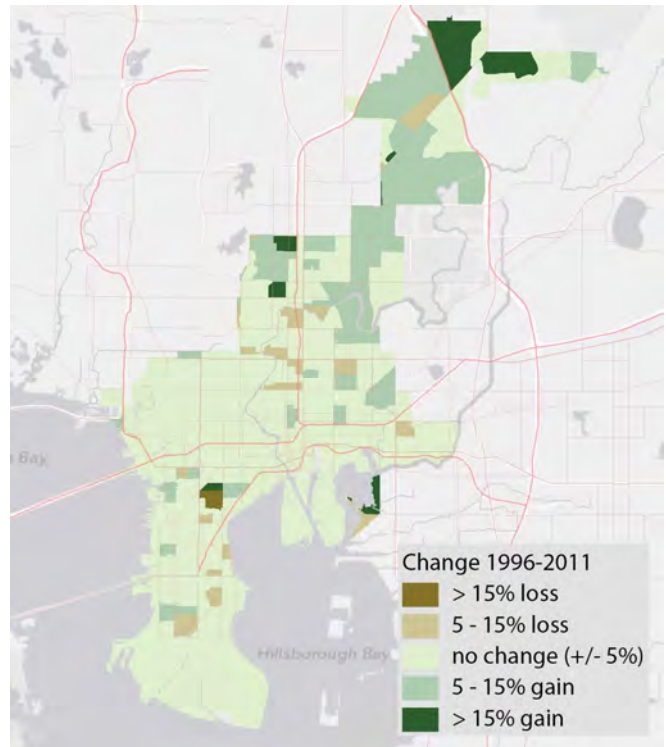 Bay
Hillsborough Bay
Change 1996-2011
> 15% loss
5 - 15% loss
no change (+/- 5%)
5 - 15% gain
> 15% gain